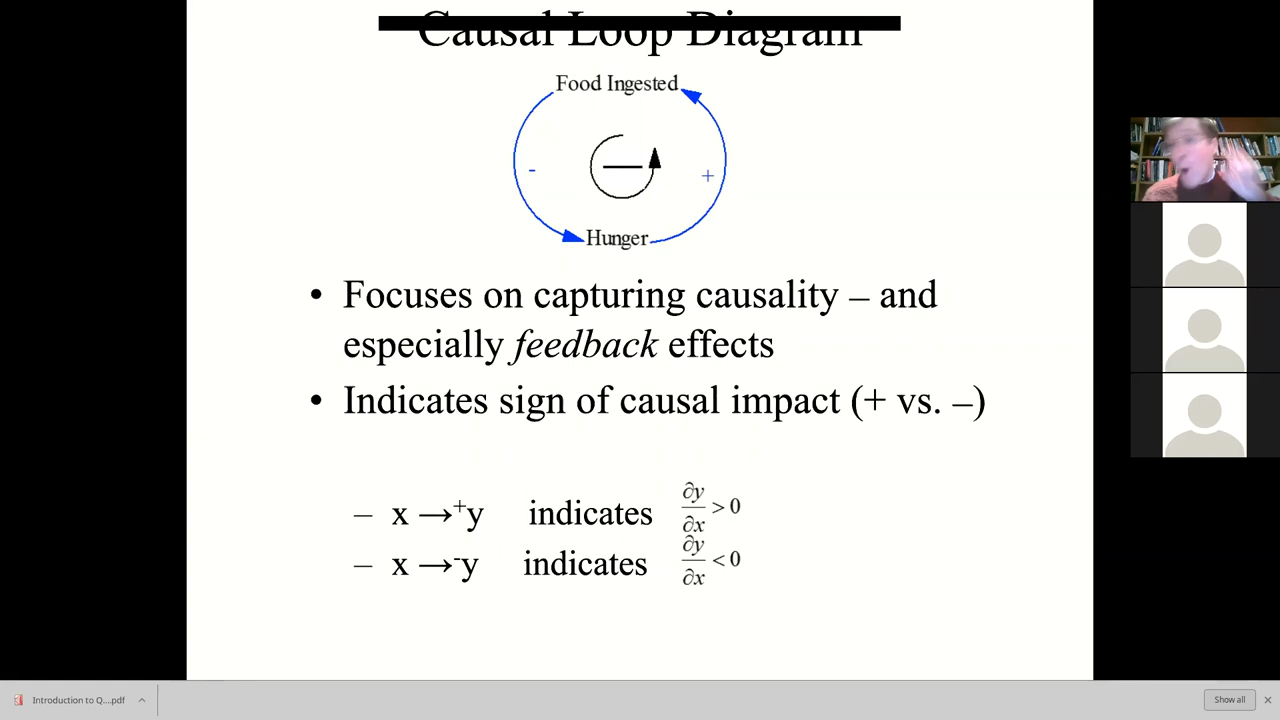 Causal Loop Diagram
Food Ingested
- +
Hunger
• Focuses on capturing causality – and
especially feedback effects
• Indicates sign of causal impact (+ vs. –)
– x →⁺y indicates ∂y/∂x > 0
– x →⁻y indicates ∂y/∂x < 0
Introduction to Q....pdf
Show all